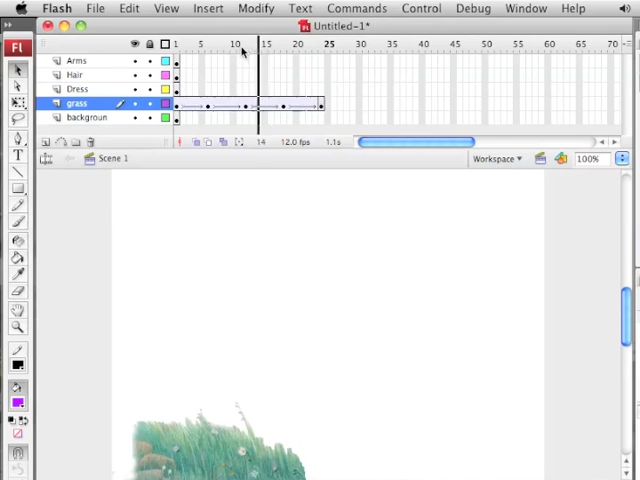 Flash File Edit View Insert Modify Text Commands Control Debug Window Help
Untitled-1*
Fl
1 5 10 15 20 25 30 35 40 45 50 55 60 65 70
Arms
Hair
Dress
grass
backgroun
14 12.0 fps 1.1s
Scene 1 Workspace 100%
T